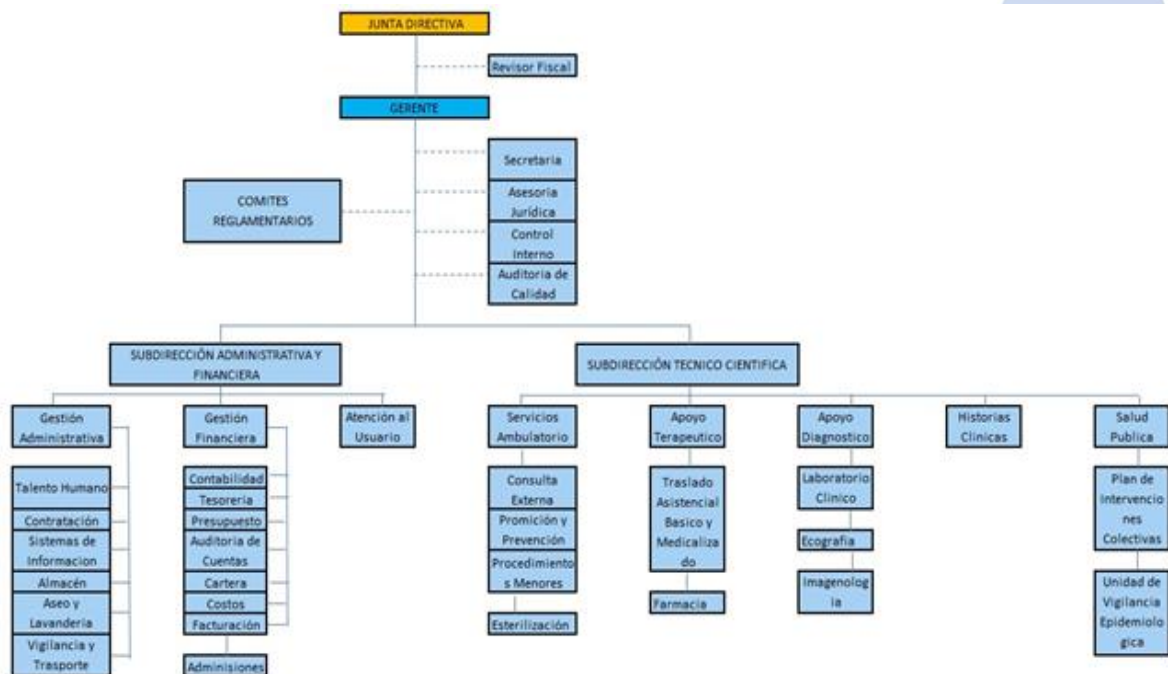 JUNTA DIRECTIVA
Revisor Fiscal
GERENTE
Secretaria
Asesoria
Jurídica
Control
Interno
Auditoria de
Calidad
COMITES
REGLAMENTARIOS
SUBDIRECCIÓN ADMINISTRATIVA Y
FINANCIERA
SUBDIRECCIÓN TECNICO CIENTIFICA
Gestión
Administrativa
Talento Humano
Contratación
Sistemas de
Informacion
Almacén
Aseo y
Lavanderia
Vigilancia y
Trasporte
Gestión
Financiera
Contabilidad
Tesoreria
Presupuesto
Auditoria de
Cuentas
Cartera
Costos
Facturación
Adminisiones
Atención al
Usuario
Servicios
Ambulatorio
Consulta
Externa
Promición y
Prevención
Procedimiento
s Menores
Esterilización
Apoyo
Terapeutico
Traslado
Asistencial
Basico y
Medicaliza
do
Farmacia
Apoyo
Diagnostico
Laboratorio
Clinico
Ecografia
Imagenolog
ia
Historias
Clinicas
Salud
Publica
Plan de
Intervencio
nes
Colectivas
Unidad de
Vigilancia
Epidemiolo
gica